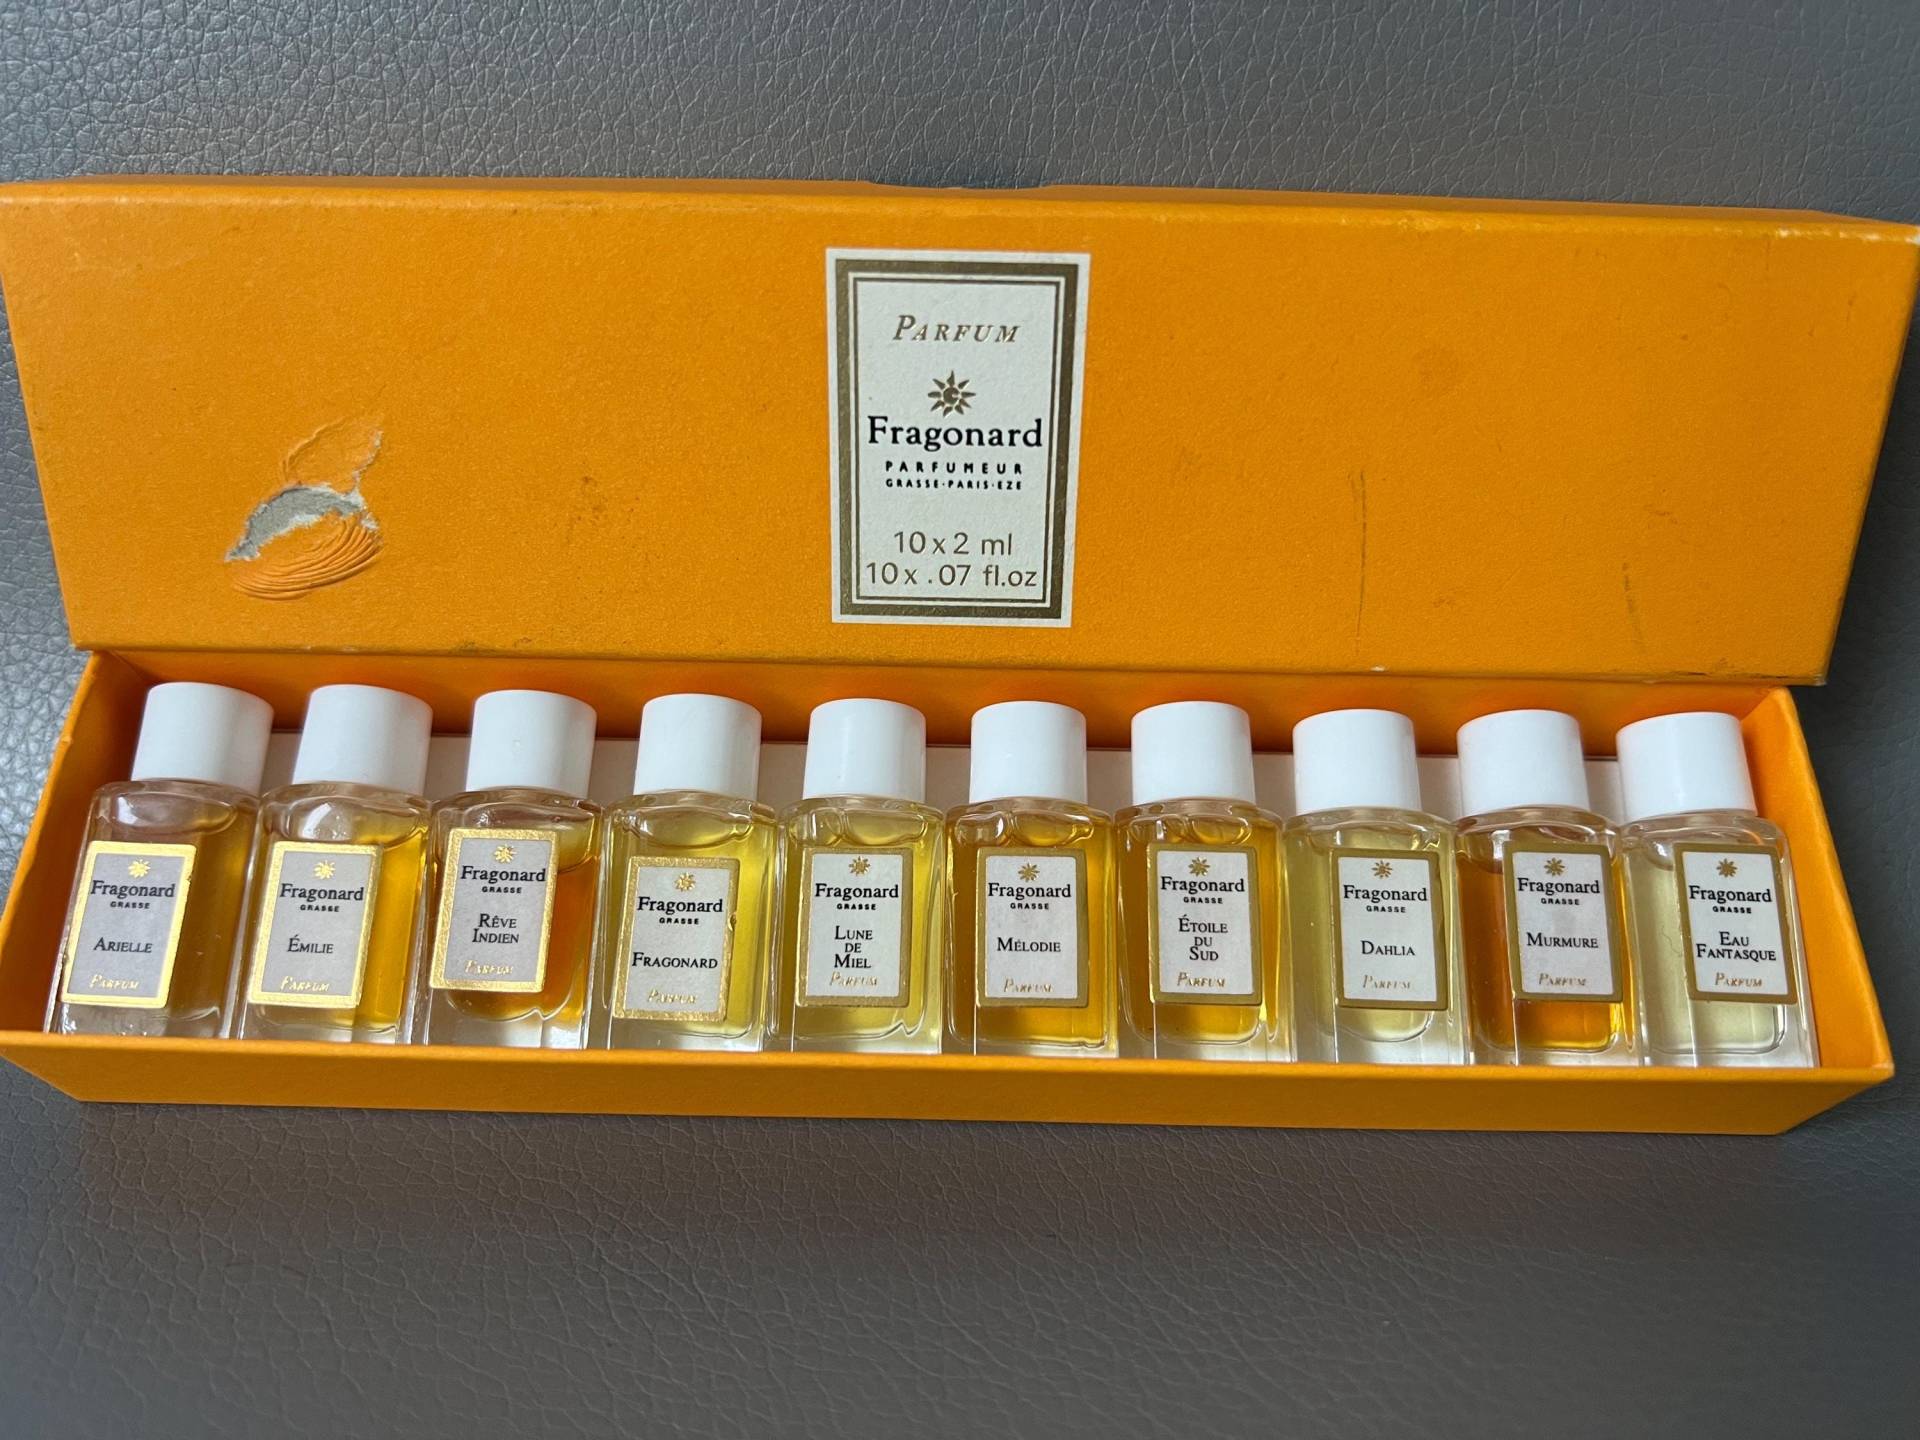 PARFUM
Fragonard
PARFUMEUR
GRASSE·PARIS·EZE
10 x 2 ml
10 x .07 fl.oz
Fragonard
GRASSE
ARIELLE
PARFUM
Fragonard
GRASSE
ÉMILIE
PARFUM
Fragonard
GRASSE
RÊVE
INDIEN
PARFUM
Fragonard
GRASSE
FRAGONARD
PARFUM
Fragonard
GRASSE
LUNE
DE
MIEL
PARFUM
Fragonard
GRASSE
MÉLODIE
PARFUM
Fragonard
GRASSE
ÉTOILE
DU
SUD
PARFUM
Fragonard
GRASSE
DAHLIA
PARFUM
Fragonard
GRASSE
MURMURE
PARFUM
Fragonard
GRASSE
EAU
FANTASQUE
PARFUM